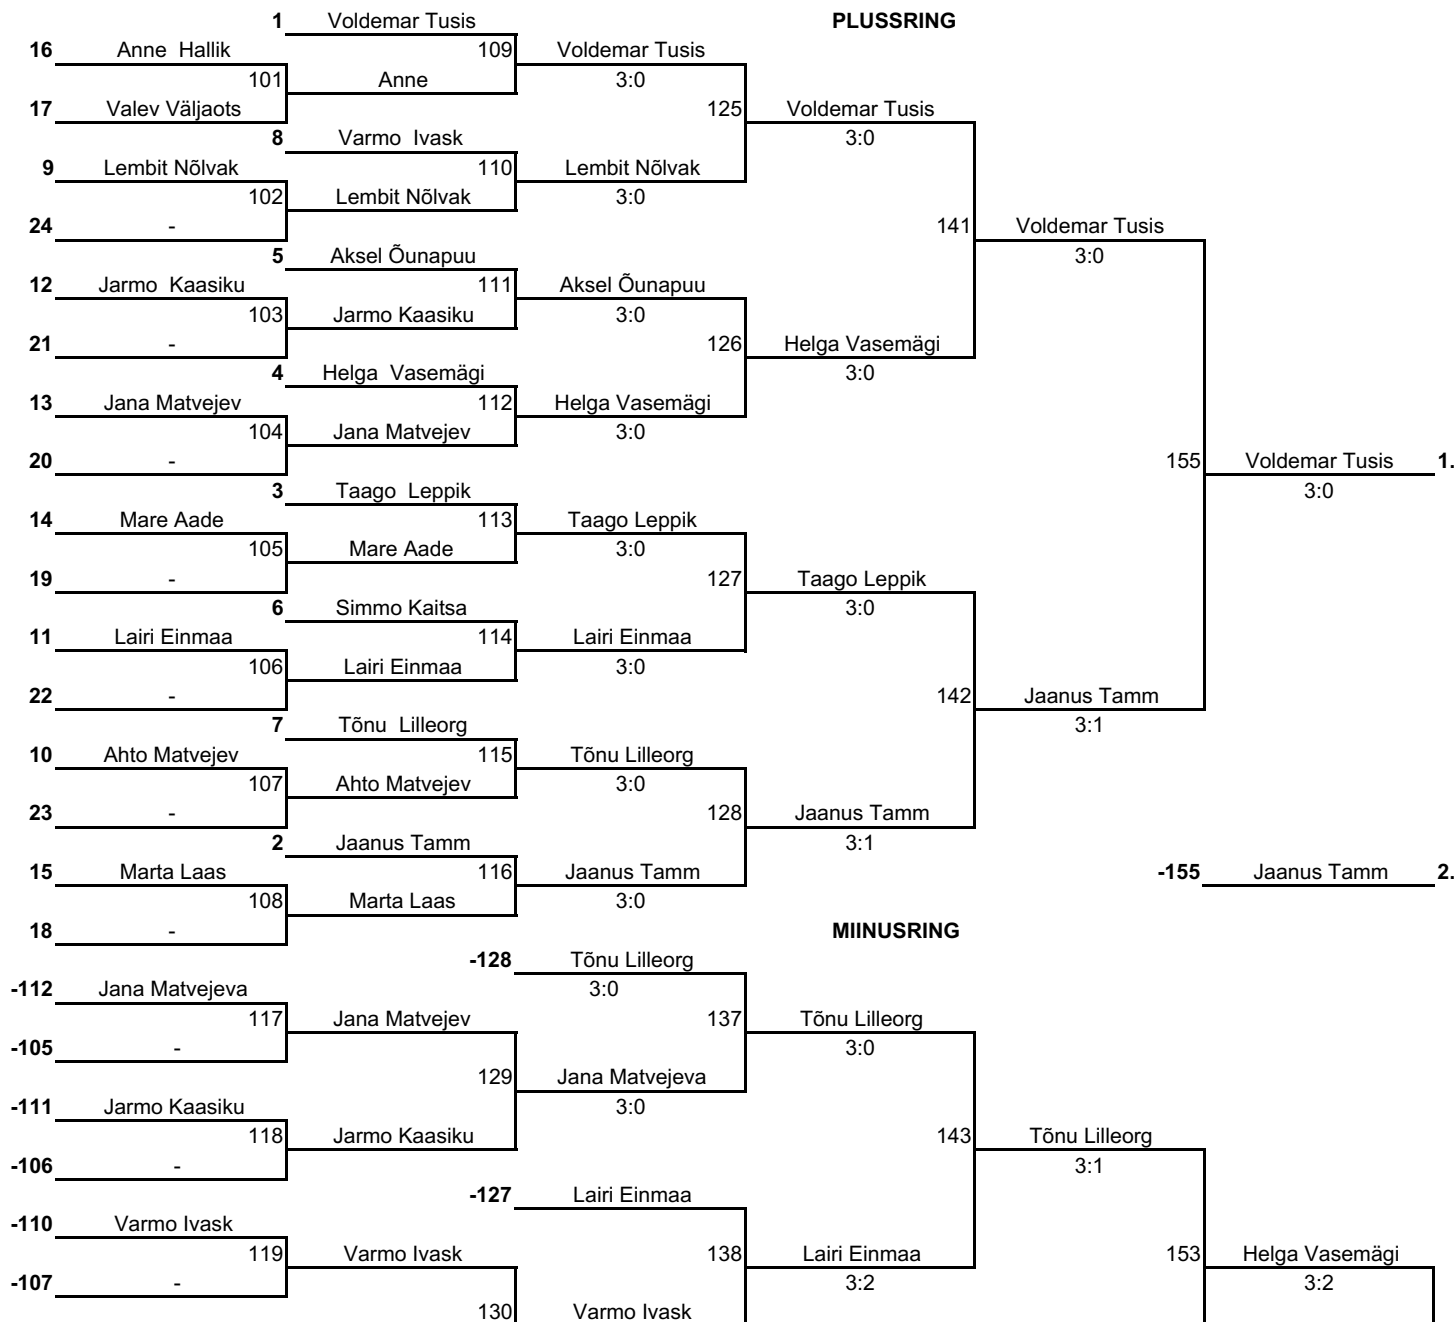 1 Voldemar Tusis PLUSSRING
16 Anne Hallik 109 Voldemar Tusis
101 Anne 3:0
17 Valev Väljaots 125 Voldemar Tusis
8 Varmo Ivask 3:0
9 Lembit Nõlvak 110 Lembit Nõlvak
102 Lembit Nõlvak 3:0
24 - 141 Voldemar Tusis
5 Aksel Õunapuu 3:0
12 Jarmo Kaasiku 111 Aksel Õunapuu
103 Jarmo Kaasiku 3:0
21 - 126 Helga Vasemägi
4 Helga Vasemägi 3:0
13 Jana Matvejev 112 Helga Vasemägi
104 Jana Matvejev 3:0
20 - 155 Voldemar Tusis 1.
3 Taago Leppik 3:0
14 Mare Aade 113 Taago Leppik
105 Mare Aade 3:0
19 - 127 Taago Leppik
6 Simmo Kaitsa 3:0
11 Lairi Einmaa 114 Lairi Einmaa
106 Lairi Einmaa 3:0
22 - 142 Jaanus Tamm
7 Tõnu Lilleorg 3:1
10 Ahto Matvejev 115 Tõnu Lilleorg
107 Ahto Matvejev 3:0
23 - 128 Jaanus Tamm
2 Jaanus Tamm 3:1
15 Marta Laas 116 Jaanus Tamm -155 Jaanus Tamm 2.
108 Marta Laas 3:0
18 - MIINUSRING
-128 Tõnu Lilleorg
-112 Jana Matvejeva 3:0
117 Jana Matvejev 137 Tõnu Lilleorg
-105 - 3:0
129 Jana Matvejeva
-111 Jarmo Kaasiku 3:0
118 Jarmo Kaasiku 143 Tõnu Lilleorg
-106 - 3:1
-127 Lairi Einmaa
-110 Varmo Ivask
119 Varmo Ivask 138 Lairi Einmaa 153 Helga Vasemägi
-107 - 3:2 3:2
130 Varmo Ivask